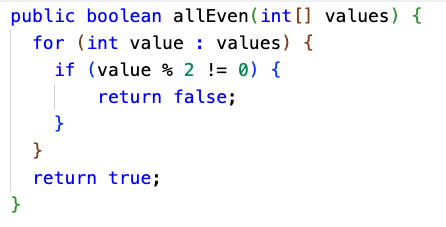 public boolean allEven(int[] values) {
  for (int value : values) {
    if (value % 2 != 0) {
        return false;
    }
  }
  return true;
}